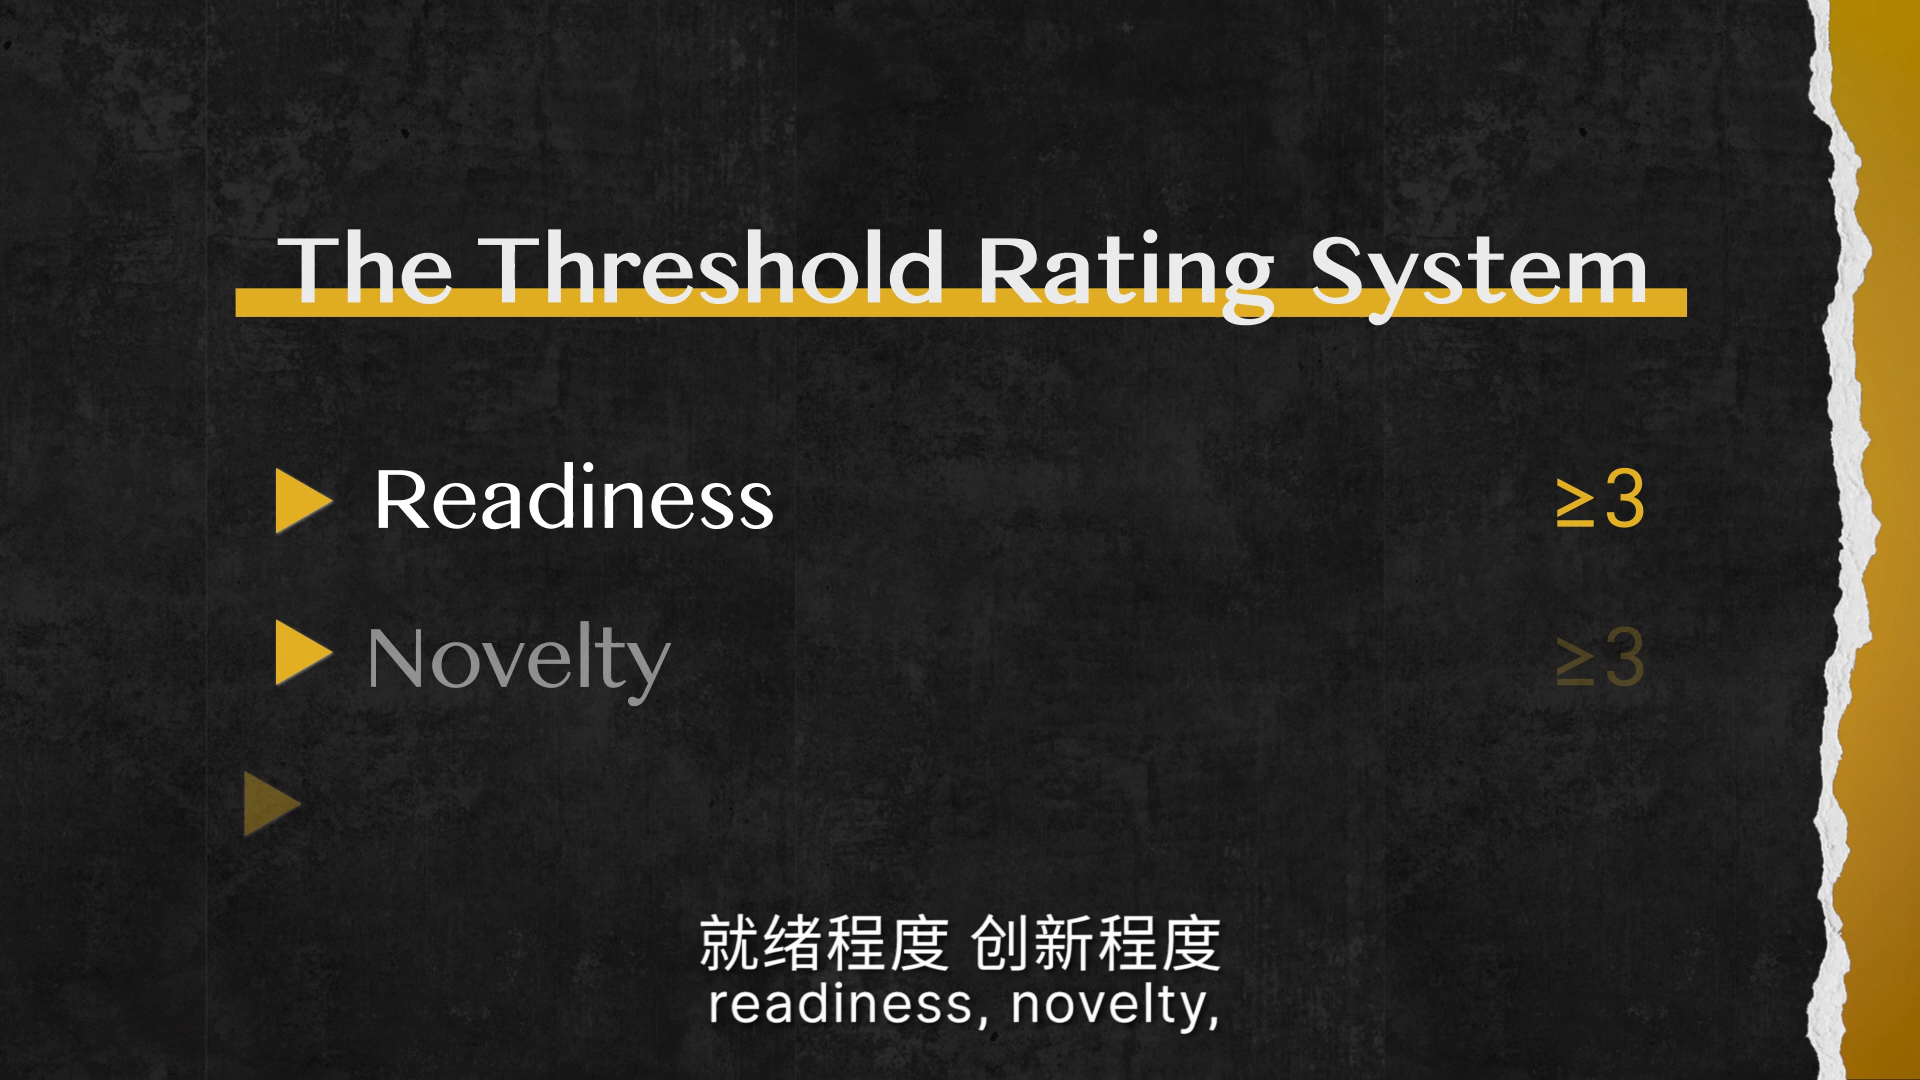 The Threshold Rating System
Readiness ≥3
Novelty ≥3
就绪程度 创新程度
readiness, novelty,